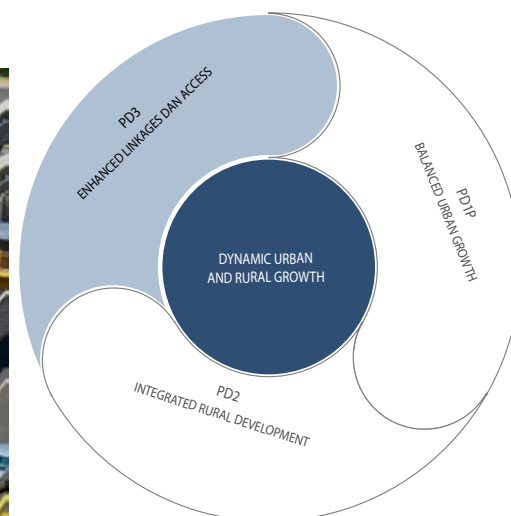 PD3
ENHANCED LINKAGES DAN ACCESS
PD1P
BALANCED URBAN GROWTH
DYNAMIC URBAN
AND RURAL GROWTH
PD2
INTEGRATED RURAL DEVELOPMENT